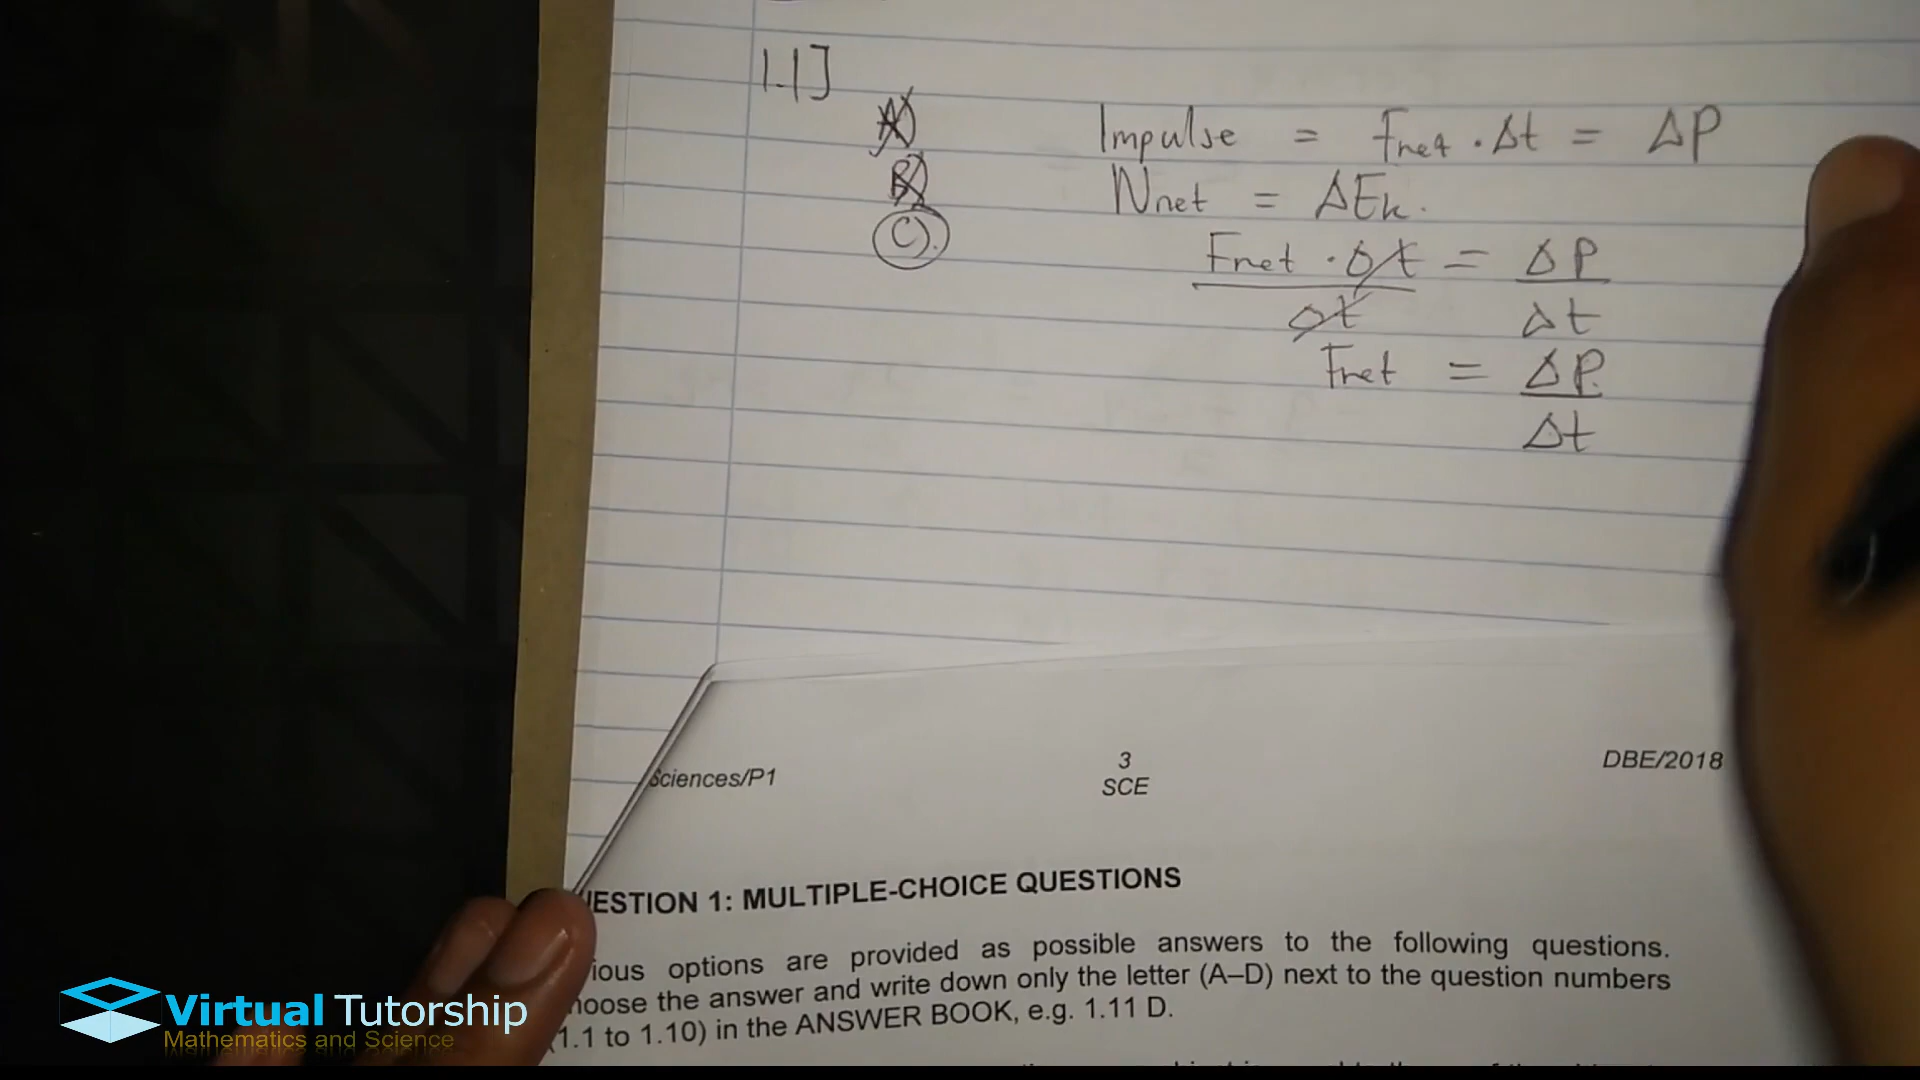 1.1]
A)
Impulse = Fnet · Δt = ΔP
B)
Wnet = ΔEk.
C).
Fnet · Δt = ΔP
Δt Δt
Fnet = ΔP
Δt
Sciences/P1
3
SCE
DBE/2018
UESTION 1: MULTIPLE-CHOICE QUESTIONS
ious options are provided as possible answers to the following questions.
hoose the answer and write down only the letter (A–D) next to the question numbers
(1.1 to 1.10) in the ANSWER BOOK, e.g. 1.11 D.
Virtual Tutorship
Mathematics and Science